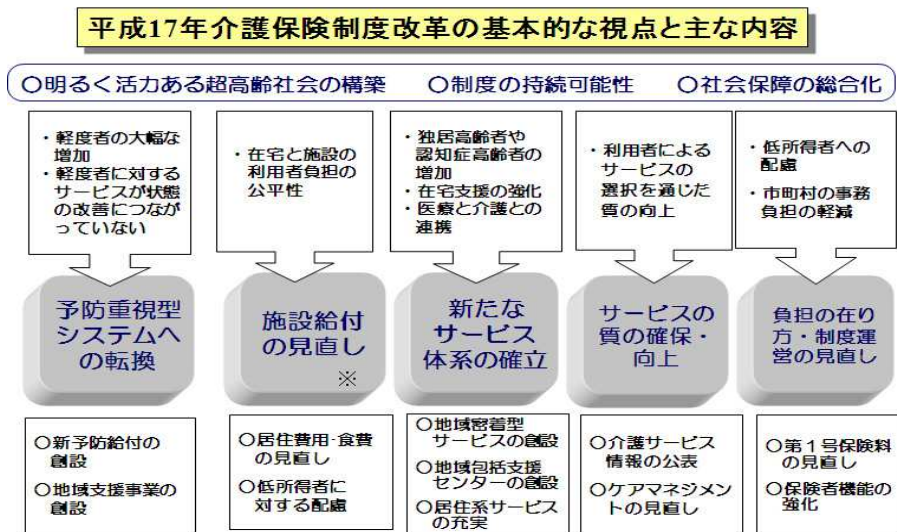 平成17年介護保険制度改革の基本的な視点と主な内容
○明るく活力ある超高齢社会の構築 ○制度の持続可能性 ○社会保障の総合化
・軽度者の大幅な
増加
・軽度者に対する
サービスが状態
の改善につなが
っていない
・在宅と施設の
利用者負担の
公平性
・独居高齢者や
認知症高齢者の
増加
・在宅支援の強化
・医療と介護との
連携
・利用者による
サービスの
選択を通じた
質の向上
・低所得者への
配慮
・市町村の事務
負担の軽減
予防重視型
システムへ
の転換
施設給付
の見直し
※
新たな
サービス
体系の確立
サービスの
質の確保・
向上
負担の在り
方・制度運
営の見直し
○新予防給付の
創設
○地域支援事業の
創設
○居住費用・食費
の見直し
○低所得者に
対する配慮
○地域密着型
サービスの創設
○地域包括支援
センターの創設
○居住系サービス
の充実
○介護サービス
情報の公表
○ケアマネジメン
トの見直し
○第1号保険料
の見直し
○保険者機能の
強化